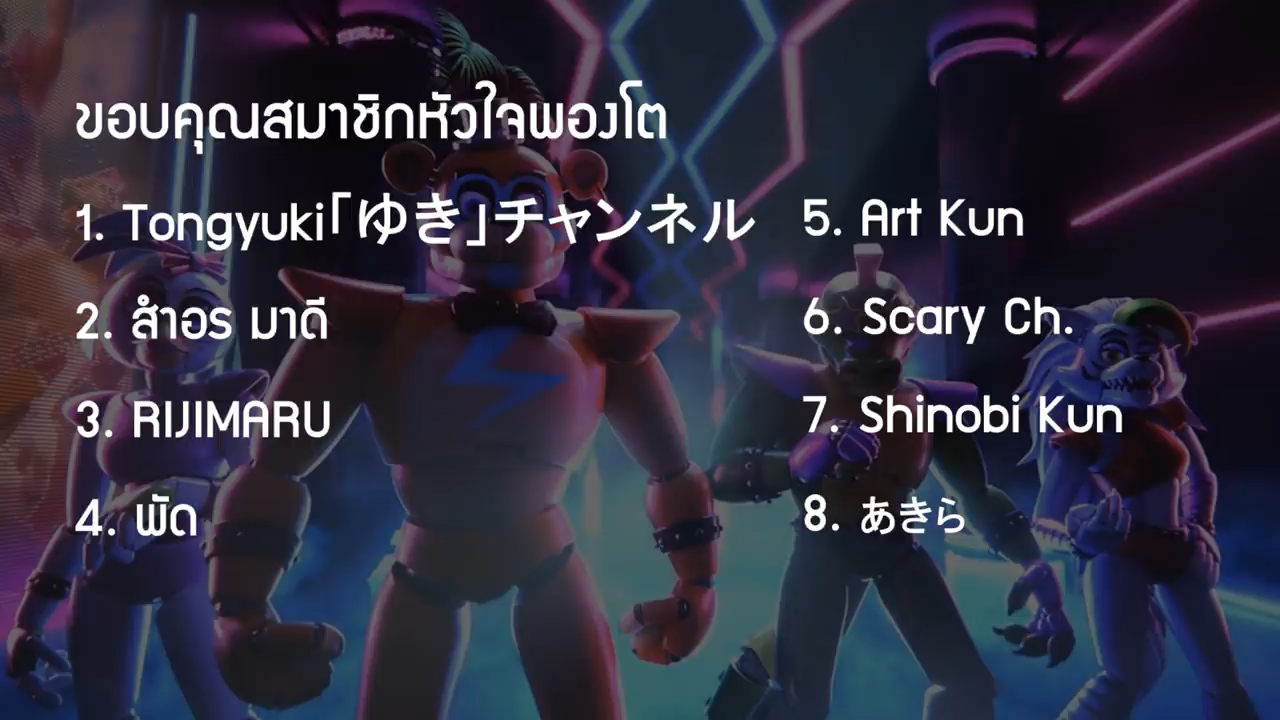 ขอบคุณสมาชิกหัวใจพองโต
1. Tongyuki「ゆき」チャンネル
2. สำอร มาดี
3. RIJIMARU
4. พัด
5. Art Kun
6. Scary Ch.
7. Shinobi Kun
8. あきら